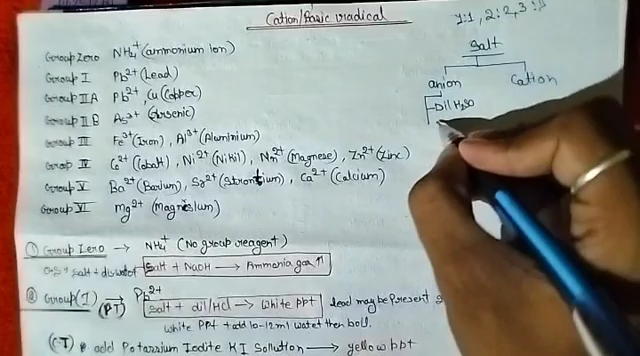 Cation/Basic radical
1:1, 2:2,3
Salt
anion Cation
Dil H2SO
Group Zero NH4+ (ammonium Ion)
Group I Pb2+ (Lead)
Group II A Pb2+, Cu (Copper)
Group II B As3+ (Arsenic)
Group III Fe3+ (Iron), Al3+ (Aluminium)
Group IV Co2+ (Cobalt), Ni2+ (Nikil), Mn2+ (Magnese), Zn2+ (Zinc)
Group V Ba2+ (Barium), Sr2+ (Strontium), Ca2+ (Calcium)
Group VI Mg2+ (Magnesium)
① Group Zero → NH4+ (No group reagent)
salt + Salt + NaOH → Ammonia gas↑
② Group (I) → Pb2+
(PT) Salt + dil/HCl → white ppt lead may be Present
white PPt + add 10-12 ml water then boil.
(CT) add Potassium Iodite KI Solution → yellow ppt